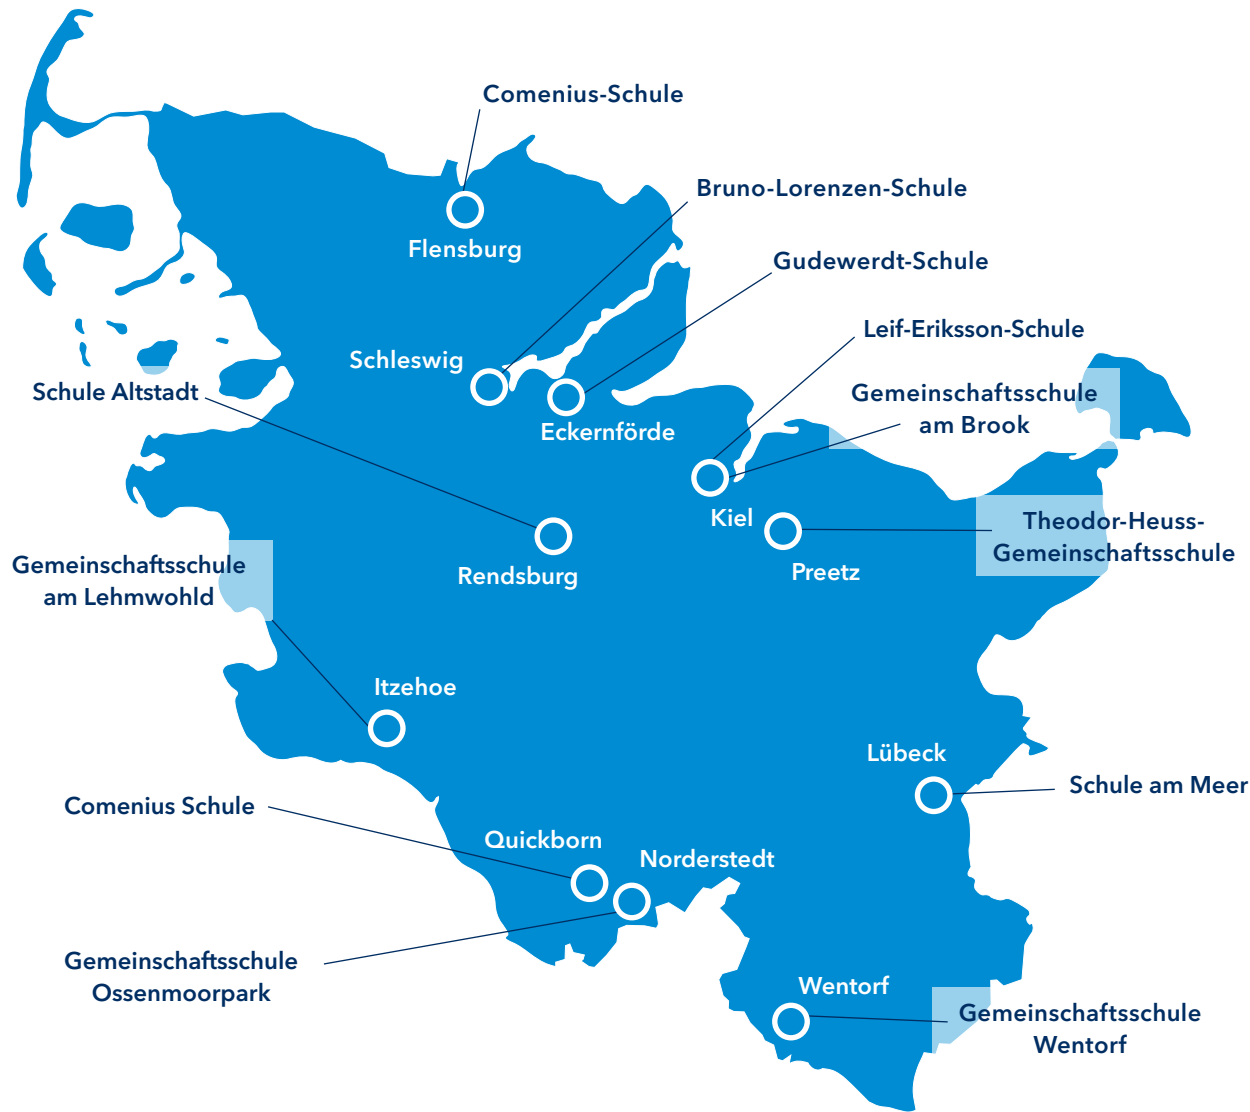 Comenius-Schule
Bruno-Lorenzen-Schule
Flensburg
Gudewerdt-Schule
Leif-Eriksson-Schule
Schleswig
Schule Altstadt
Gemeinschaftsschule
am Brook
Eckernförde
Kiel
Theodor-Heuss-
Gemeinschaftsschule
Gemeinschaftsschule
am Lehmwohld
Rendsburg
Preetz
Itzehoe
Lübeck
Schule am Meer
Comenius Schule
Quickborn
Norderstedt
Gemeinschaftsschule
Ossenmoorpark
Wentorf
Gemeinschaftsschule
Wentorf